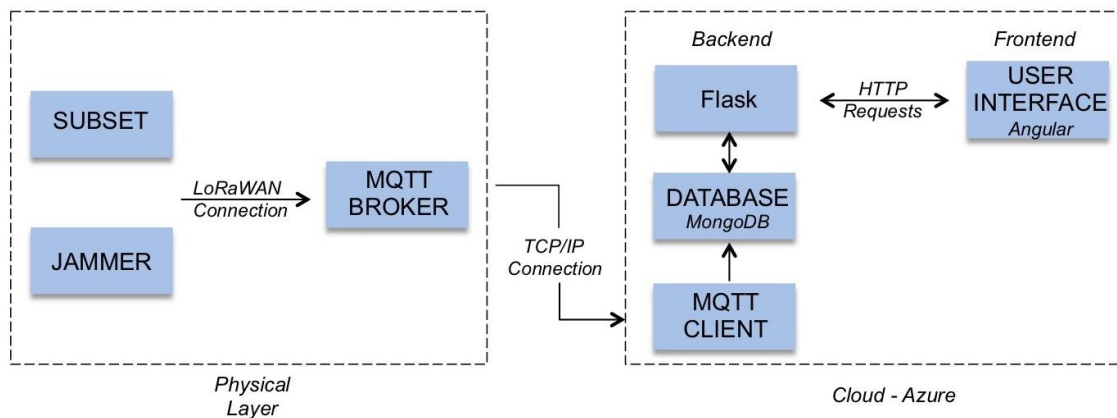 SUBSET
JAMMER
LoRaWAN
Connection
MQTT
BROKER
Physical
Layer
TCP/IP
Connection
Backend
Flask
DATABASE
MongoDB
MQTT
CLIENT
HTTP
Requests
Frontend
USER
INTERFACE
Angular
Cloud - Azure